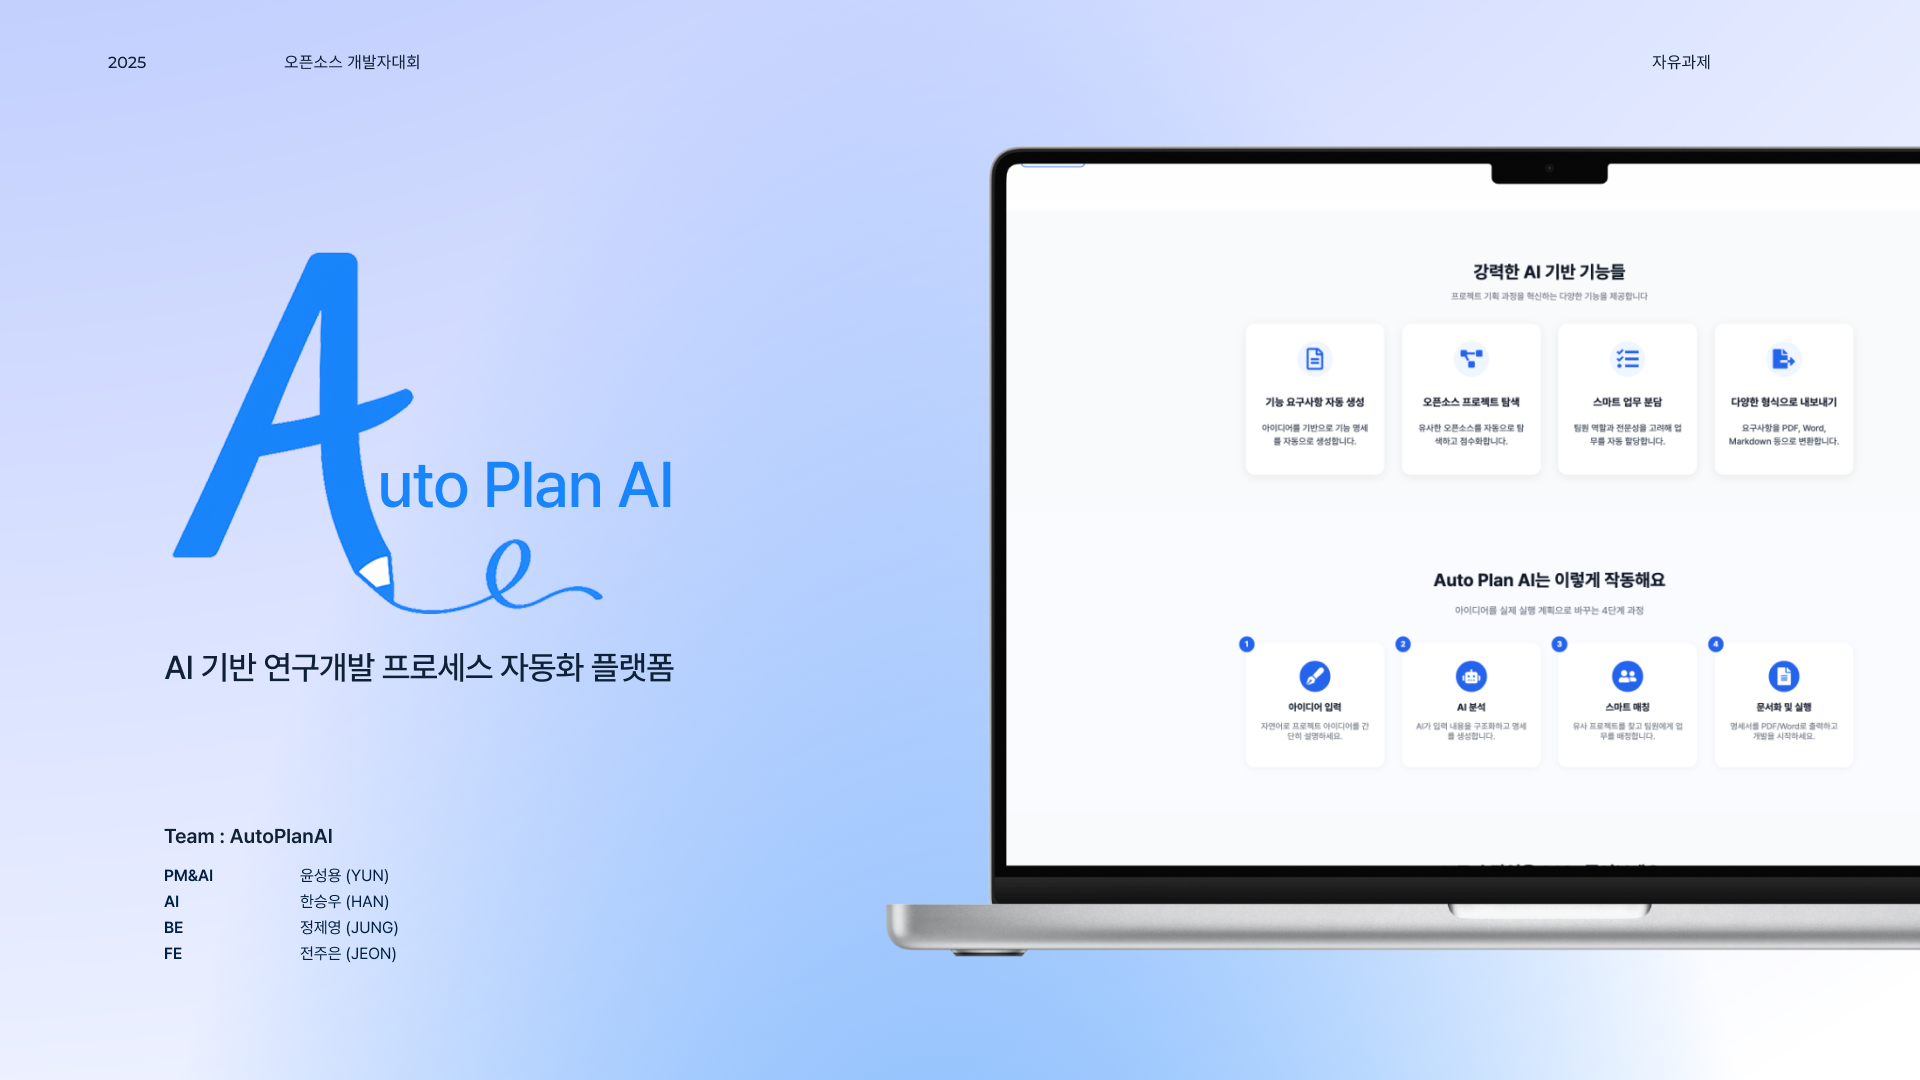 2025
오픈소스 개발자대회
자유과제
Auto Plan AI
AI 기반 연구개발 프로세스 자동화 플랫폼
Team : AutoPlanAI
PM&AI 윤성용 (YUN)
AI 한승우 (HAN)
BE 정제영 (JUNG)
FE 전주은 (JEON)
강력한 AI 기반 기능들
프로젝트 기획 과정을 혁신하는 다양한 기능을 제공합니다
기능 요구사항 자동 생성
아이디어를 기반으로 기능 명세
를 자동으로 생성합니다.
오픈소스 프로젝트 탐색
유사한 오픈소스를 자동으로 탐
색하고 점수화합니다.
스마트 업무 분담
팀원 역할과 전문성을 고려해 업
무를 자동 할당합니다.
다양한 형식으로 내보내기
요구사항을 PDF, Word,
Markdown 등으로 변환합니다.
Auto Plan AI는 이렇게 작동해요
아이디어를 실제 실행 계획으로 바꾸는 4단계 과정
1
아이디어 입력
자연어로 프로젝트 아이디어를 간
단히 설명하세요.
2
AI 분석
AI가 입력 내용을 구조화하고 명세
를 생성합니다.
3
스마트 매칭
유사 프로젝트를 찾고 팀원에게 업
무를 배정합니다.
4
문서화 및 실행
명세서를 PDF/Word로 출력하고
개발을 시작하세요.